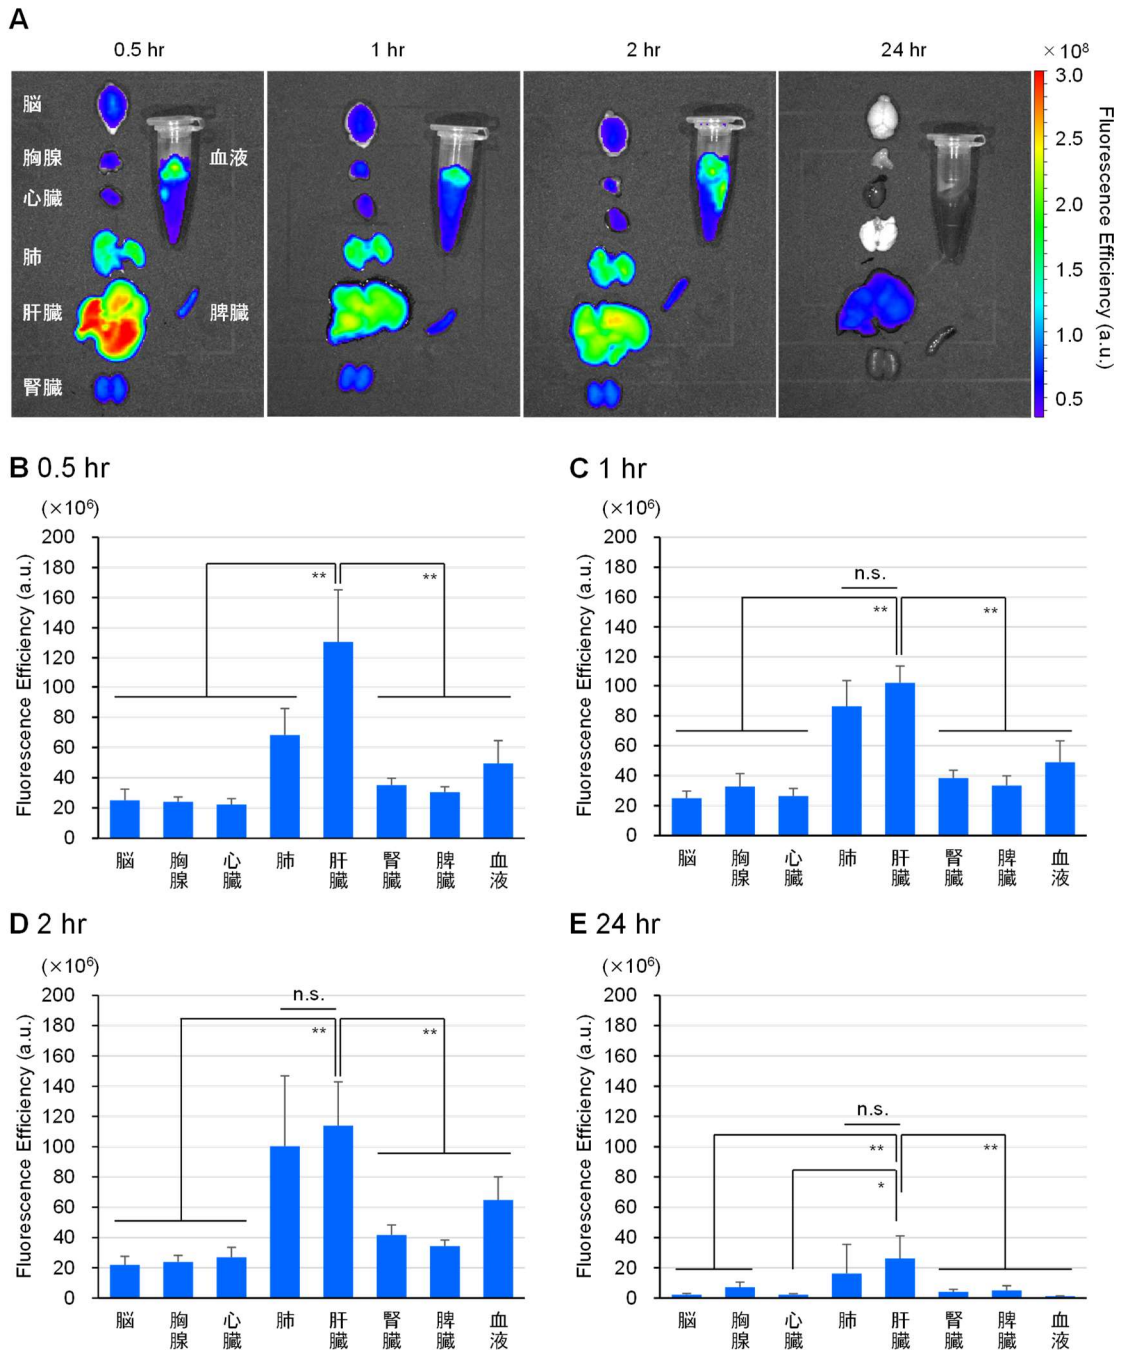 A
0.5 hr
1 hr
2 hr
24 hr
×10⁸
脳
胸腺
血液
心臓
肺
肝臓
脾臓
腎臓
3.0
2.5
2.0
1.5
1.0
0.5
Fluorescence Efficiency (a.u.)
B 0.5 hr
(×10⁶)
Fluorescence Efficiency (a.u.)
200
180
160
140
120
100
80
60
40
20
0
**
**
脳
胸腺
心臓
肺
肝臓
腎臓
脾臓
血液
C 1 hr
(×10⁶)
Fluorescence Efficiency (a.u.)
200
180
160
140
120
100
80
60
40
20
0
n.s.
**
**
脳
胸腺
心臓
肺
肝臓
腎臓
脾臓
血液
D 2 hr
(×10⁶)
Fluorescence Efficiency (a.u.)
200
180
160
140
120
100
80
60
40
20
0
n.s.
**
**
脳
胸腺
心臓
肺
肝臓
腎臓
脾臓
血液
E 24 hr
(×10⁶)
Fluorescence Efficiency (a.u.)
200
180
160
140
120
100
80
60
40
20
0
n.s.
**
**
*
脳
胸腺
心臓
肺
肝臓
腎臓
脾臓
血液